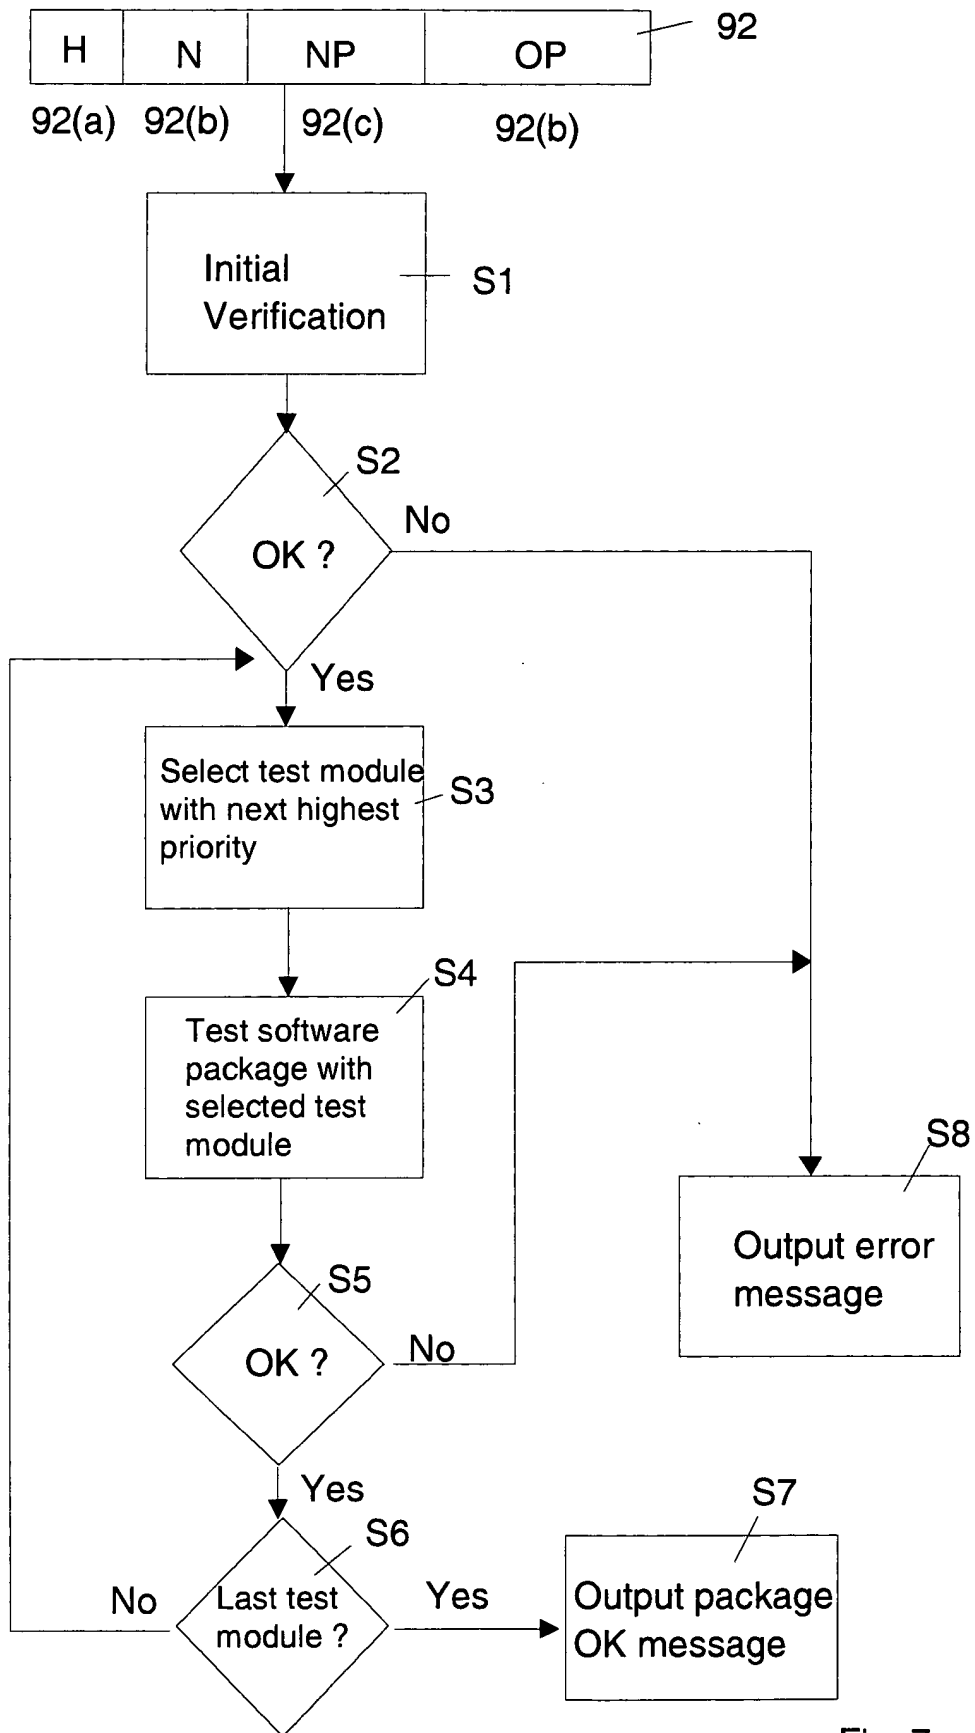 H N NP OP 92
92(a) 92(b) 92(c) 92(b)
Initial
Verification
S1
S2
OK ?
No
Yes
Select test module
with next highest
priority
S3
S4
Test software
package with
selected test
module
S8
Output error
message
S5
OK ?
No
Yes
S7
S6
Last test
module ?
No
Yes
Output package
OK message